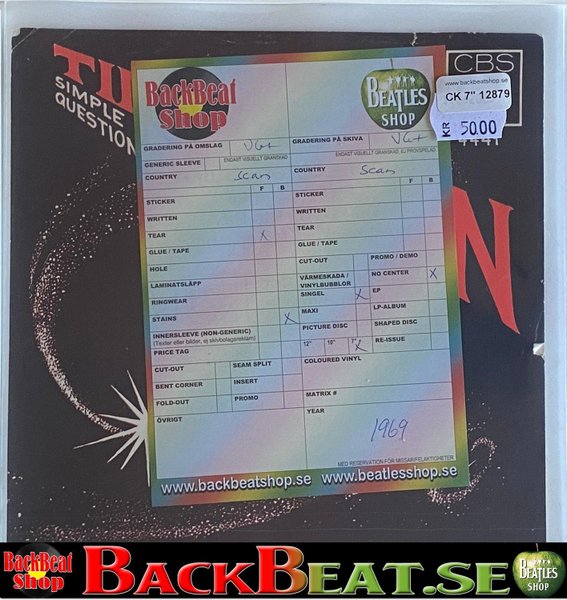 TI
SIMPLE
QUESTION
CBS
4441
N
www.backbeatshop.se
CK 7" 12879
KR 50.00
BackBeat
Shop
BEATLES
SHOP
GRADERING PÅ OMSLAG VG+
GRADERING PÅ SKIVA VG+
GENERIC SLEEVE ENDAST VISUELLT GRANSKAD
ENDAST VISUELLT GRANSKAD, EJ PROVSPELAD
COUNTRY Scan
COUNTRY Scan
F B
F B
STICKER
WRITTEN
TEAR X
GLUE / TAPE
HOLE
LAMINATSLÄPP
RINGWEAR
STAINS X
INNERSLEEVE (NON-GENERIC)
(Texter eller bilder, ej skivbolagsreklam)
PRICE TAG
CUT-OUT SEAM SPLIT
BENT CORNER INSERT
FOLD-OUT PROMO
ÖVRIGT
STICKER
WRITTEN
TEAR
GLUE / TAPE
CUT-OUT PROMO / DEMO
VÄRMESKADA /
VINYLBUBBLOR
NO CENTER X
SINGEL X EP
MAXI LP-ALBUM
PICTURE DISC SHAPED DISC
12" 10" 7" X RE-ISSUE
COLOURED VINYL
MATRIX #
YEAR
1969
MED RESERVATION FÖR MISSAR/FELAKTIGHETER
www.backbeatshop.se www.beatlesshop.se
BackBeat
Shop
BACKBEAT.SE
BEATLES
SHOP